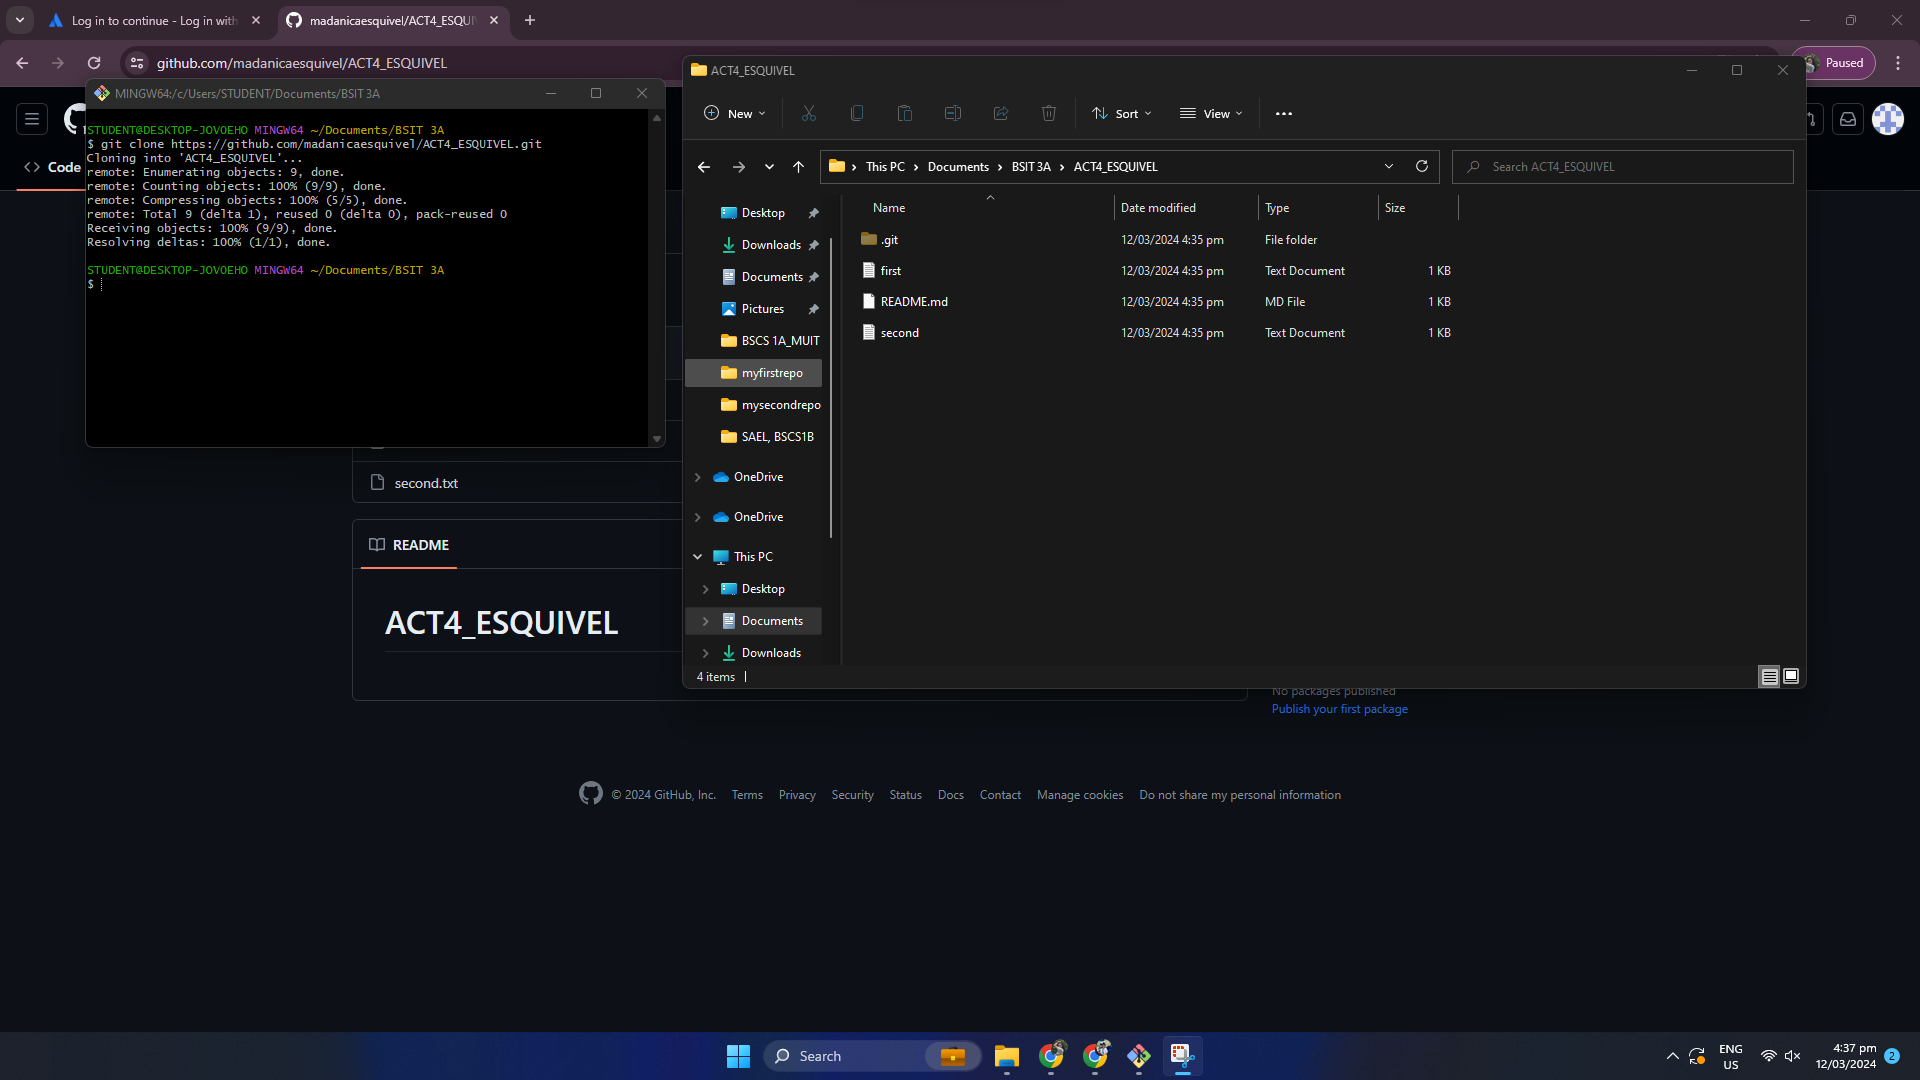 Log in to continue - Log in with
madanicaesquivel/ACT4_ESQUI
github.com/madanicaesquivel/ACT4_ESQUIVEL
Paused
MINGW64:/c/Users/STUDENT/Documents/BSIT 3A
STUDENT@DESKTOP-JOVOEHO MINGW64 ~/Documents/BSIT 3A
$ git clone https://github.com/madanicaesquivel/ACT4_ESQUIVEL.git
Cloning into 'ACT4_ESQUIVEL'...
remote: Enumerating objects: 9, done.
remote: Counting objects: 100% (9/9), done.
remote: Compressing objects: 100% (5/5), done.
remote: Total 9 (delta 1), reused 0 (delta 0), pack-reused 0
Receiving objects: 100% (9/9), done.
Resolving deltas: 100% (1/1), done.
STUDENT@DESKTOP-JOVOEHO MINGW64 ~/Documents/BSIT 3A
$
Code
second.txt
README
ACT4_ESQUIVEL
ACT4_ESQUIVEL
New
Sort
View
This PC > Documents > BSIT 3A > ACT4_ESQUIVEL
Search ACT4_ESQUIVEL
Desktop
Downloads
Documents
Pictures
BSCS 1A_MUIT
myfirstrepo
mysecondrepo
SAEL, BSCS1B
OneDrive
OneDrive
This PC
Desktop
Documents
Downloads
Name Date modified Type Size
.git 12/03/2024 4:35 pm File folder
first 12/03/2024 4:35 pm Text Document 1 KB
README.md 12/03/2024 4:35 pm MD File 1 KB
second 12/03/2024 4:35 pm Text Document 1 KB
4 items
No packages published
Publish your first package
© 2024 GitHub, Inc. Terms Privacy Security Status Docs Contact Manage cookies Do not share my personal information
Search
ENG
US
4:37 pm
12/03/2024
2